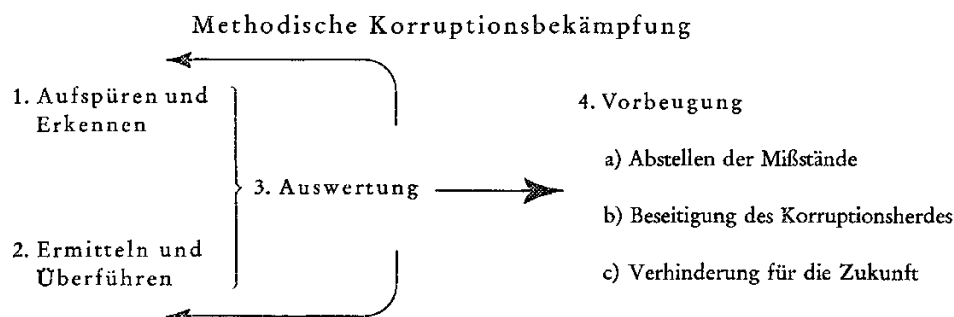 Methodische Korruptionsbekämpfung
1. Aufspüren und
Erkennen
2. Ermitteln und
Überführen
3. Auswertung
4. Vorbeugung
a) Abstellen der Mißstände
b) Beseitigung des Korruptionsherdes
c) Verhinderung für die Zukunft